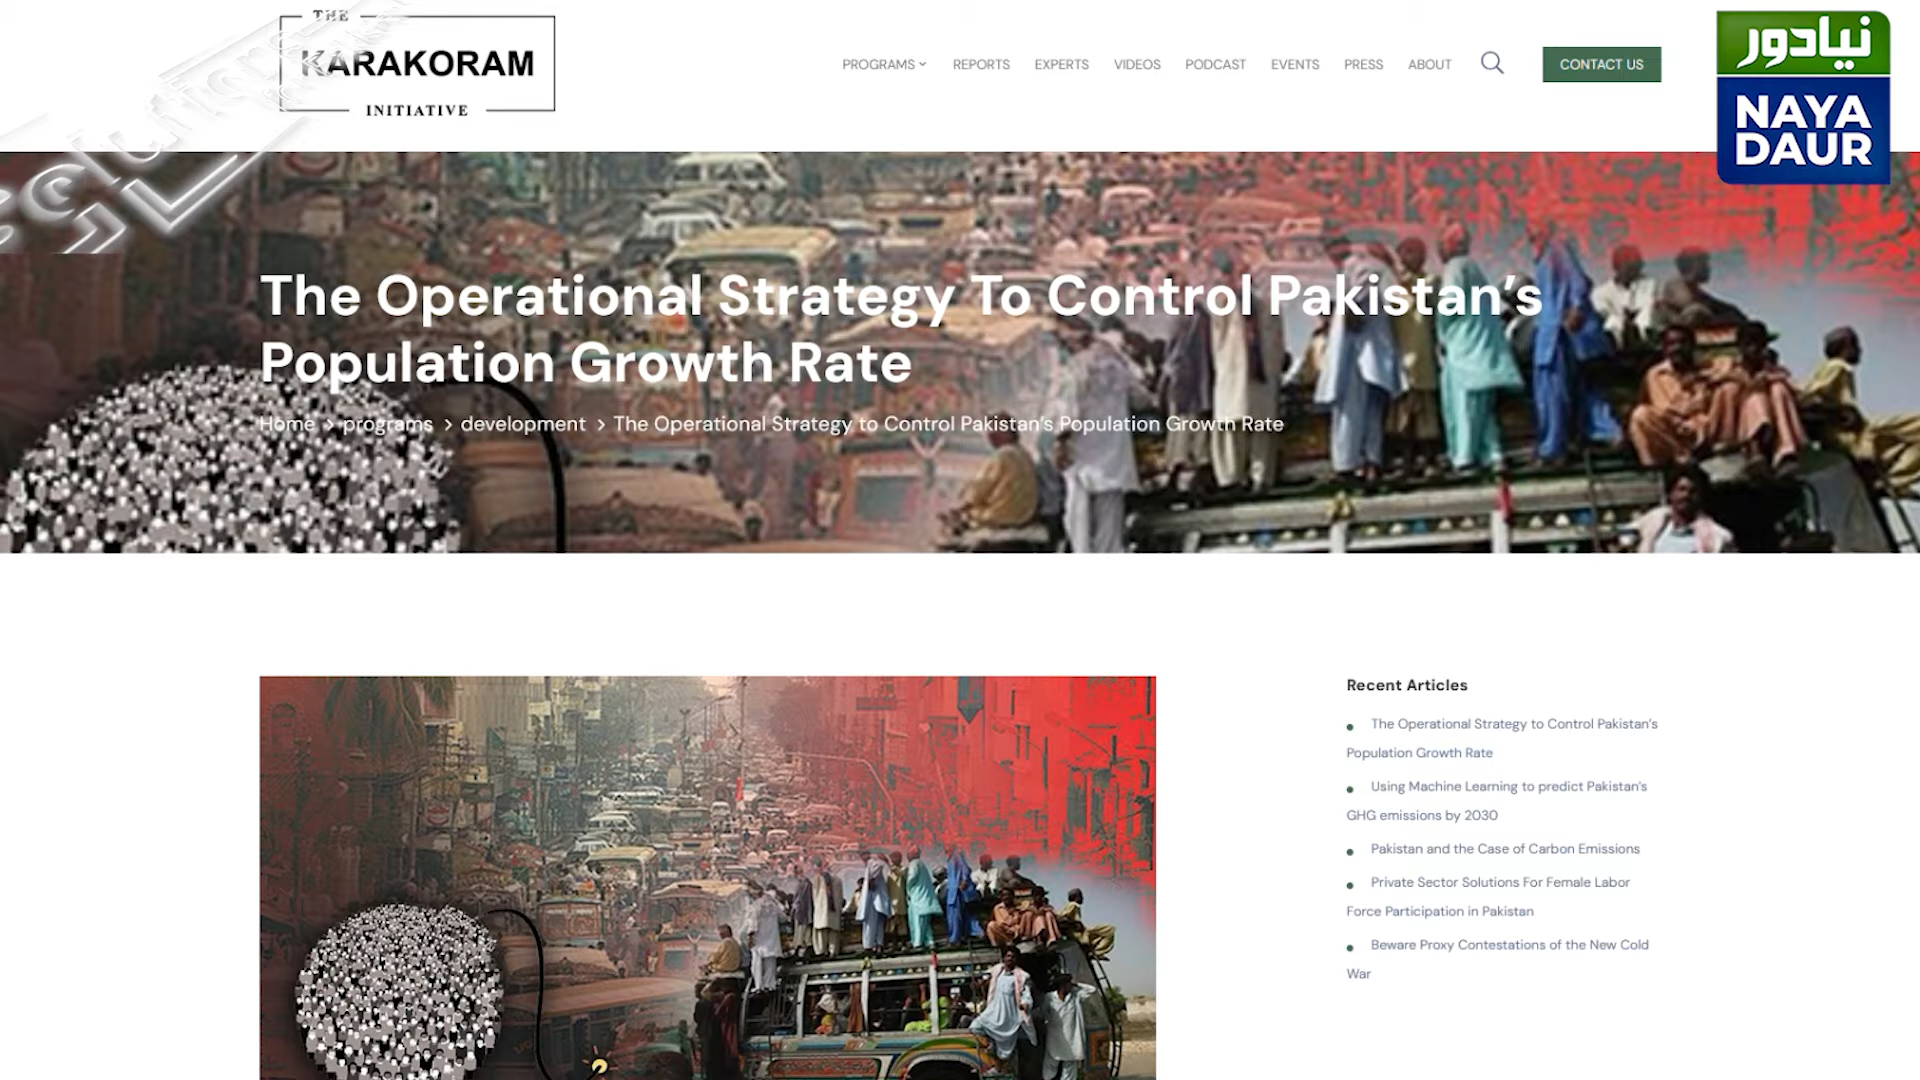 THE
KARAKORAM
INITIATIVE
PROGRAMS
REPORTS
EXPERTS
VIDEOS
PODCAST
EVENTS
PRESS
ABOUT
CONTACT US
نیادور
NAYA
DAUR
The Operational Strategy To Control Pakistan’s
Population Growth Rate
Home > programs > development > The Operational Strategy to Control Pakistan’s Population Growth Rate
Recent Articles
The Operational Strategy to Control Pakistan’s
Population Growth Rate
Using Machine Learning to predict Pakistan’s
GHG emissions by 2030
Pakistan and the Case of Carbon Emissions
Private Sector Solutions For Female Labor
Force Participation in Pakistan
Beware Proxy Contestations of the New Cold
War